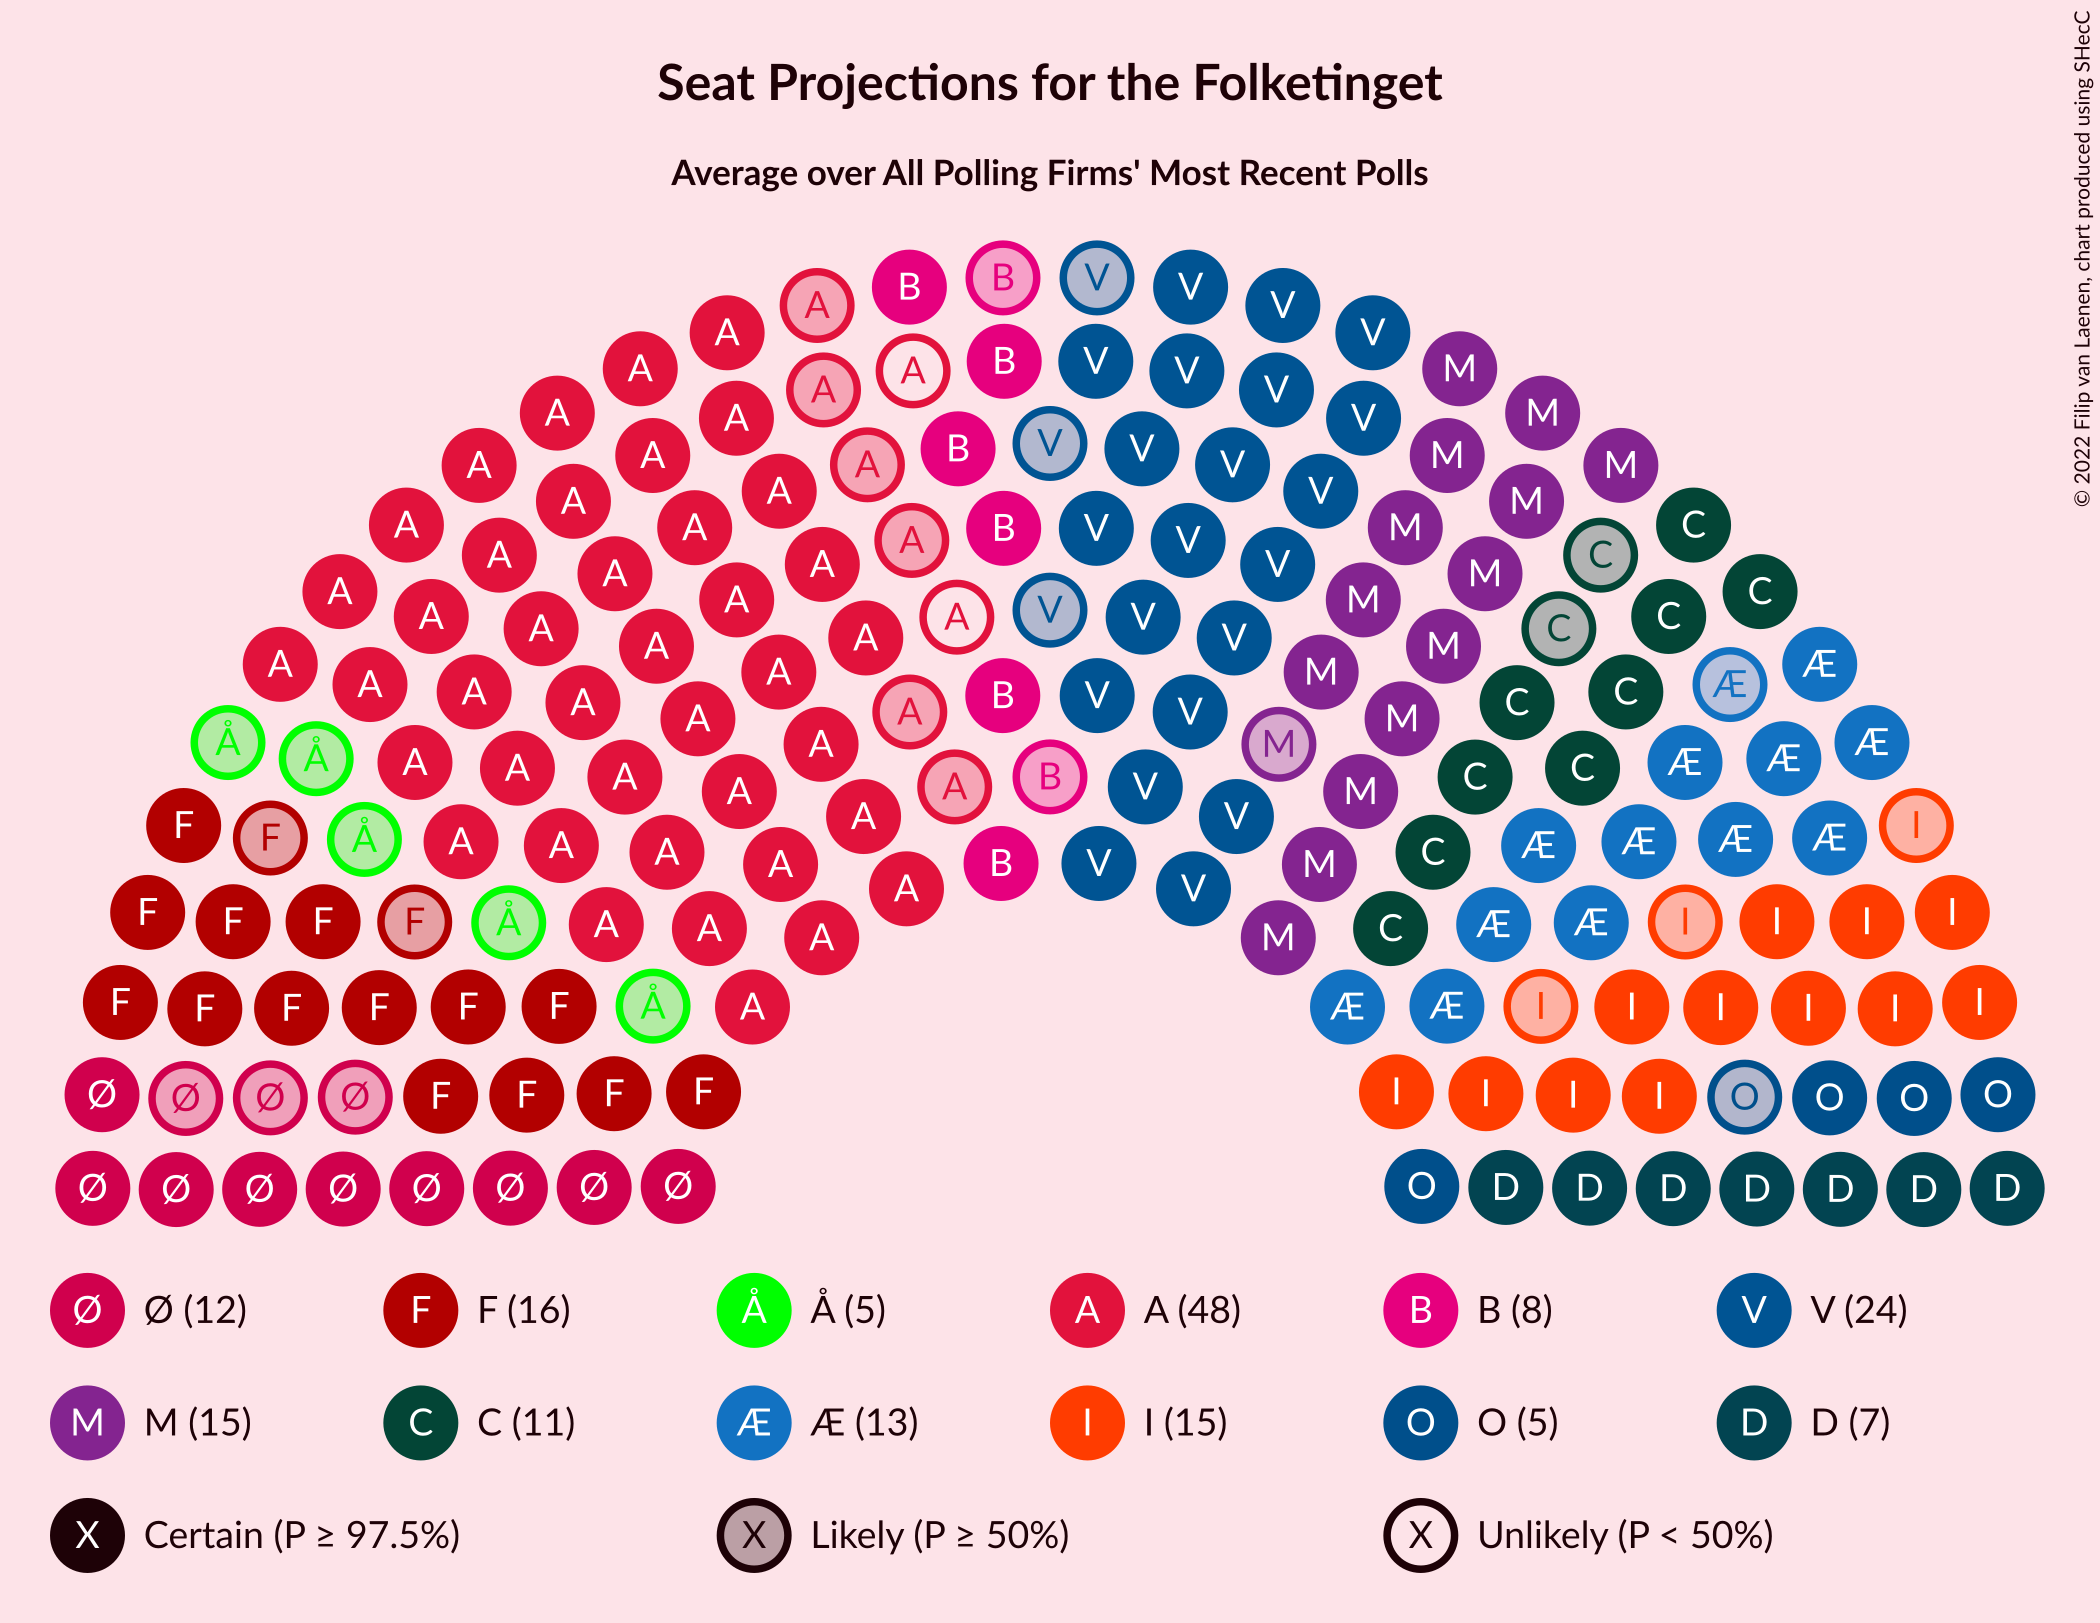 Seat Projections for the Folketinget
Average over All Polling Firms' Most Recent Polls
© 2022 Filip van Laenen, chart produced using SHecC
B V
A B V V
A V
A A B V V M
A A V V
A A B V M
A A V M M
A A B V V M M
A A V V M
A A A B V V M C C
A A V M
A A A A V M C C
A A A V M C
A A A A V M C
A A A A V M C
Å A A A B V M C Æ Æ
Å A A A A V V M C Æ Æ Æ
F F Å A A A A B V M C Æ Æ Æ Æ I
F F F F Å A A A A V M C Æ Æ I I I I
F F F F F F Å A Æ Æ I I I I I I
Ø Ø Ø Ø F F F F I I I I O O O O
Ø Ø Ø Ø Ø Ø Ø Ø O D D D D D D D
Ø Ø (12) F F (16) Å Å (5) A A (48) B B (8) V V (24)
M M (15) C C (11) Æ Æ (13) I I (15) O O (5) D D (7)
X Certain (P ≥ 97.5%) X Likely (P ≥ 50%) X Unlikely (P < 50%)